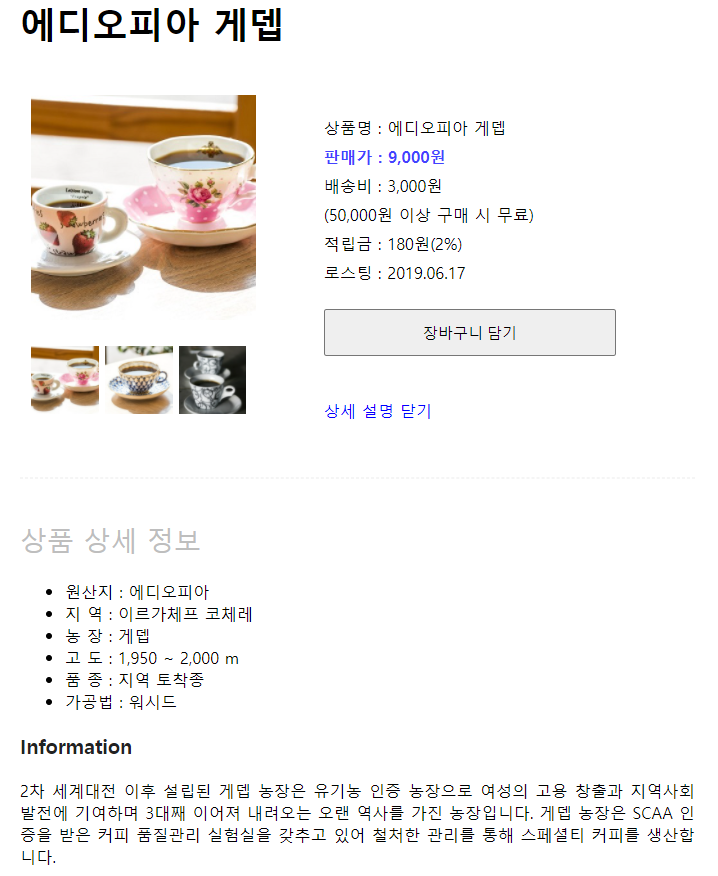 에디오피아 게뎁
상품명 : 에디오피아 게뎁
판매가 : 9,000원
배송비 : 3,000원
(50,000원 이상 구매 시 무료)
적립금 : 180원(2%)
로스팅 : 2019.06.17
장바구니 담기
상세 설명 닫기
상품 상세 정보
• 원산지 : 에디오피아
• 지 역 : 이르가체프 코체레
• 농 장 : 게뎁
• 고 도 : 1,950 ~ 2,000 m
• 품 종 : 지역 토착종
• 가공법 : 워시드
Information
2차 세계대전 이후 설립된 게뎁 농장은 유기농 인증 농장으로 여성의 고용 창출과 지역사회
발전에 기여하며 3대째 이어져 내려오는 오랜 역사를 가진 농장입니다. 게뎁 농장은 SCAA 인
증을 받은 커피 품질관리 실험실을 갖추고 있어 철처한 관리를 통해 스페셜티 커피를 생산합
니다.